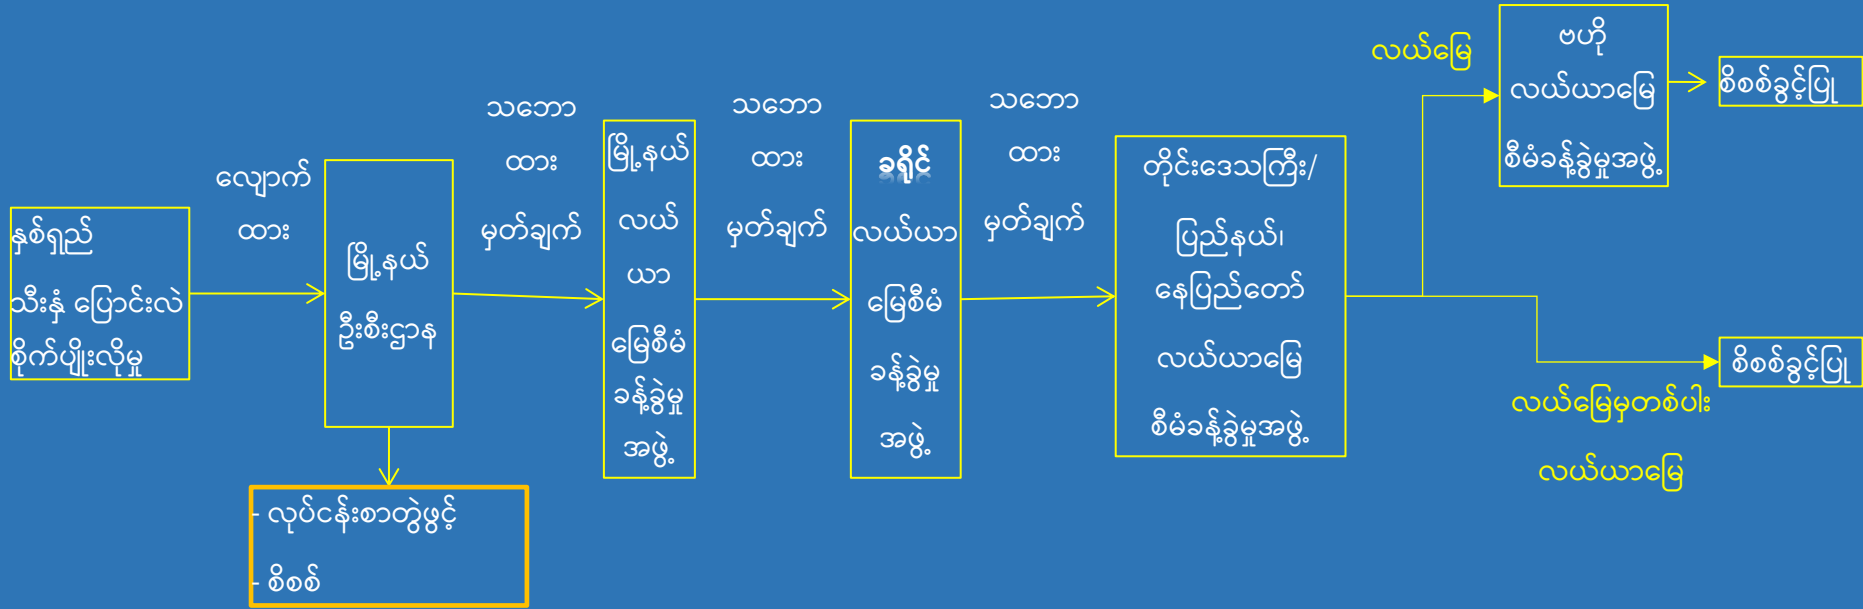 နှစ်ရှည်
သီးနှံ ပြောင်းလဲ
စိုက်ပျိုးလိုမှု
လျောက်
ထား
မြို့နယ်
ဦးစီးဌာန
- လုပ်ငန်းစာတွဲဖွင့်
- စိစစ်
သဘော
ထား
မှတ်ချက်
မြို့နယ်
လယ်
ယာ
မြေစီမံ
ခန့်ခွဲမှု
အဖွဲ့
သဘော
ထား
မှတ်ချက်
ခရိုင်
လယ်ယာ
မြေစီမံ
ခန့်ခွဲမှု
အဖွဲ့
သဘော
ထား
မှတ်ချက်
တိုင်းဒေသကြီး/
ပြည်နယ်၊
နေပြည်တော်
လယ်ယာမြေ
စီမံခန့်ခွဲမှုအဖွဲ့
လယ်မြေ
ဗဟို
လယ်ယာမြေ
စီမံခန့်ခွဲမှုအဖွဲ့
စိစစ်ခွင့်ပြု
စိစစ်ခွင့်ပြု
လယ်မြေမှတစ်ပါး
လယ်ယာမြေ